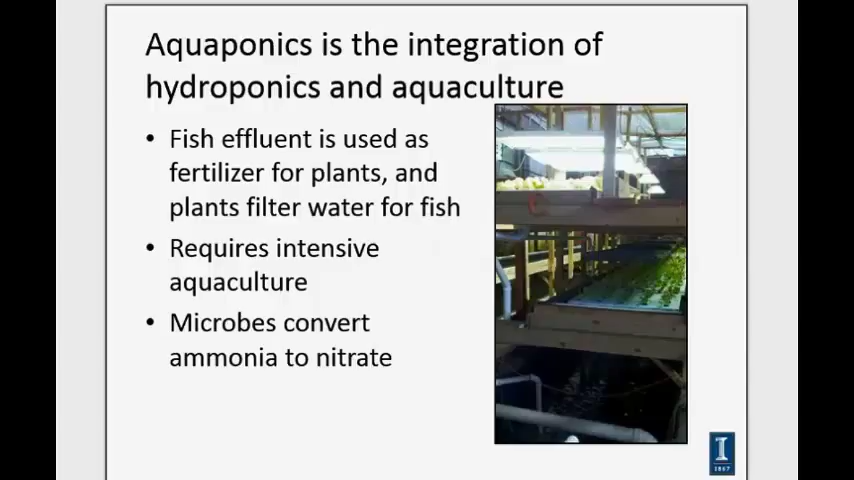 Aquaponics is the integration of
hydroponics and aquaculture
• Fish effluent is used as
fertilizer for plants, and
plants filter water for fish
• Requires intensive
aquaculture
• Microbes convert
ammonia to nitrate
I
1867